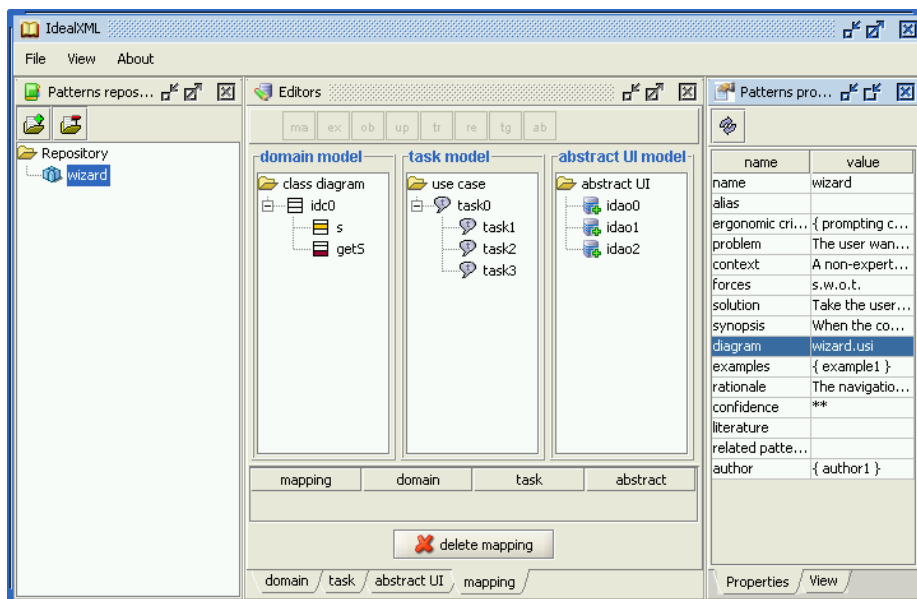 IdealXML
File View About
Patterns repos...
Repository
wizard
Editors
ma ex ob up tr re tg ab
domain model
class diagram
idc0
s
getS
task model
use case
task0
task1
task2
task3
abstract UI model
abstract UI
idao0
idao1
idao2
mapping domain task abstract
delete mapping
domain task abstract UI mapping
Patterns pro...
name value
name wizard
alias
ergonomic cri... { prompting c...
problem The user wan...
context A non-expert...
forces s.w.o.t.
solution Take the user...
synopsis When the co...
diagram wizard.usi
examples { example1 }
rationale The navigatio...
confidence **
literature
related patte...
author { author1 }
Properties View